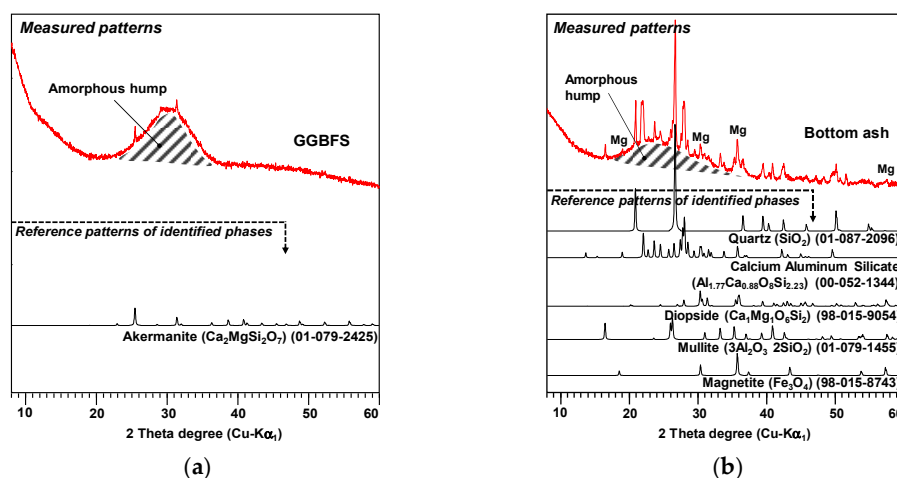 Measured patterns
Amorphous hump
GGBFS
Reference patterns of identified phases
Akermanite (Ca₂MgSi₂O₇) (01-079-2425)
10 20 30 40 50 60
2 Theta degree (Cu-Kα₁)
(a)
Measured patterns
Amorphous
hump
Mg
Mg
Mg
Bottom ash
Mg
Reference patterns of identified phases
Quartz (SiO₂) (01-087-2096)
Calcium Aluminum Silicate
(Al₁.₇₇Ca₀.₈₈O₈Si₂.₂₃) (00-052-1344)
Diopside (Ca₁Mg₁O₆Si₂) (98-015-9054)
Mullite (3Al₂O₃ 2SiO₂) (01-079-1455)
Magnetite (Fe₃O₄) (98-015-8743)
10 20 30 40 50 60
2 Theta degree (Cu-Kα₁)
(b)